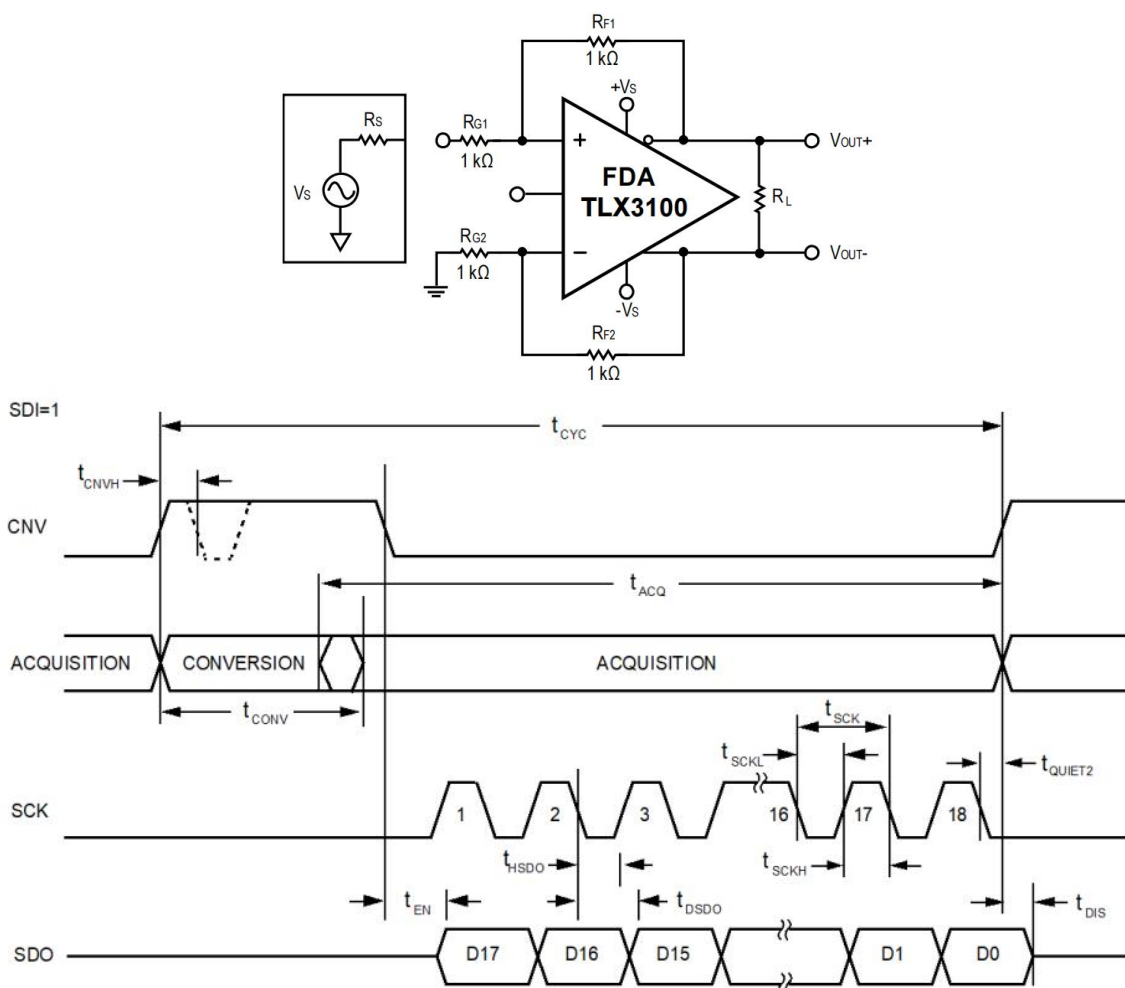 RF1
1 kΩ
+VS
RS
RG1
1 kΩ
+
VOUT+
FDA
TLX3100
VS
RL
RG2
1 kΩ
−
VOUT-
-VS
RF2
1 kΩ
SDI=1
tCYC
tCNVH
CNV
tACQ
ACQUISITION
CONVERSION
ACQUISITION
tCONV
tSCK
tSCKL
tQUIET2
SCK
1
2
3
16
17
18
tHSDO
tSCKH
tEN
tDSDO
tDIS
SDO
D17
D16
D15
D1
D0